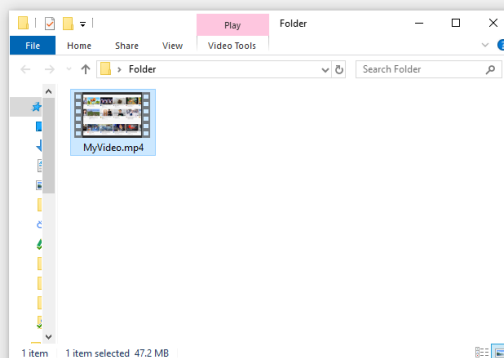 Play
Folder
File
Home
Share
View
Video Tools
Folder
Search Folder
MyVideo.mp4
1 item
1 item selected 47.2 MB